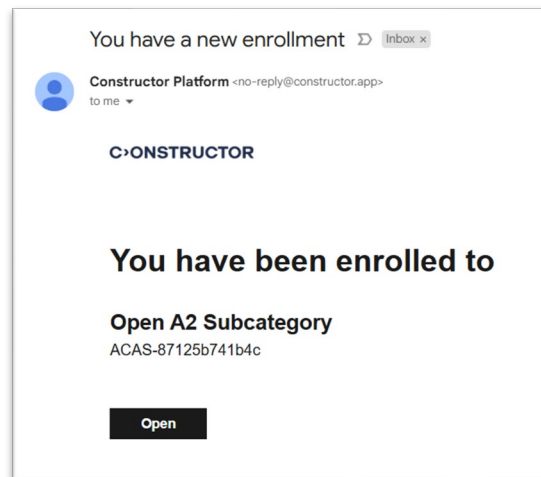 You have a new enrollment Inbox ×
Constructor Platform <no-reply@constructor.app>
to me
C›ONSTRUCTOR
You have been enrolled to
Open A2 Subcategory
ACAS-87125b741b4c
Open